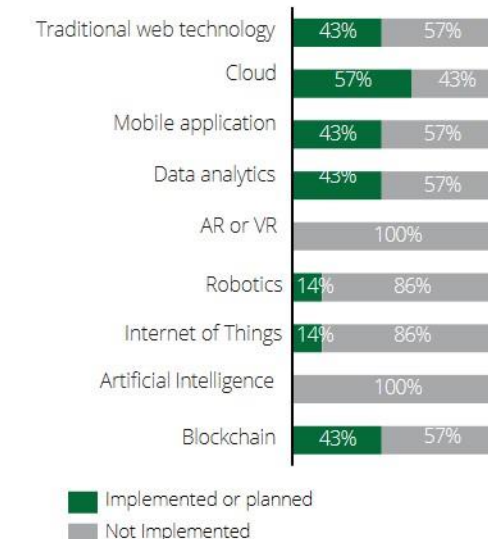 Traditional web technology 43% 57%
Cloud 57% 43%
Mobile application 43% 57%
Data analytics 43% 57%
AR or VR 100%
Robotics 14% 86%
Internet of Things 14% 86%
Artificial Intelligence 100%
Blockchain 43% 57%
Implemented or planned
Not Implemented